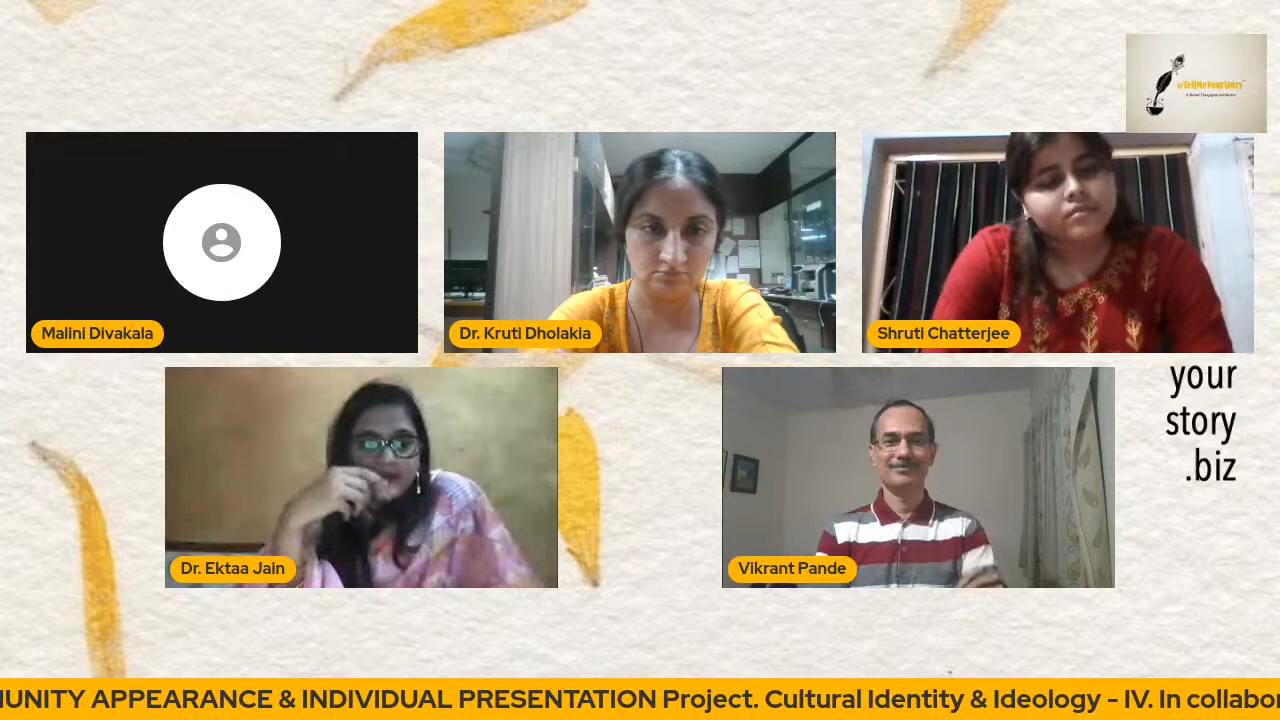 #TellMeYourStory
Malini Divakala
Dr. Kruti Dholakia
Shruti Chatterjee
your
story
.biz
Dr. Ektaa Jain
Vikrant Pande
UNITY APPEARANCE & INDIVIDUAL PRESENTATION Project. Cultural Identity & Ideology - IV. In collabo